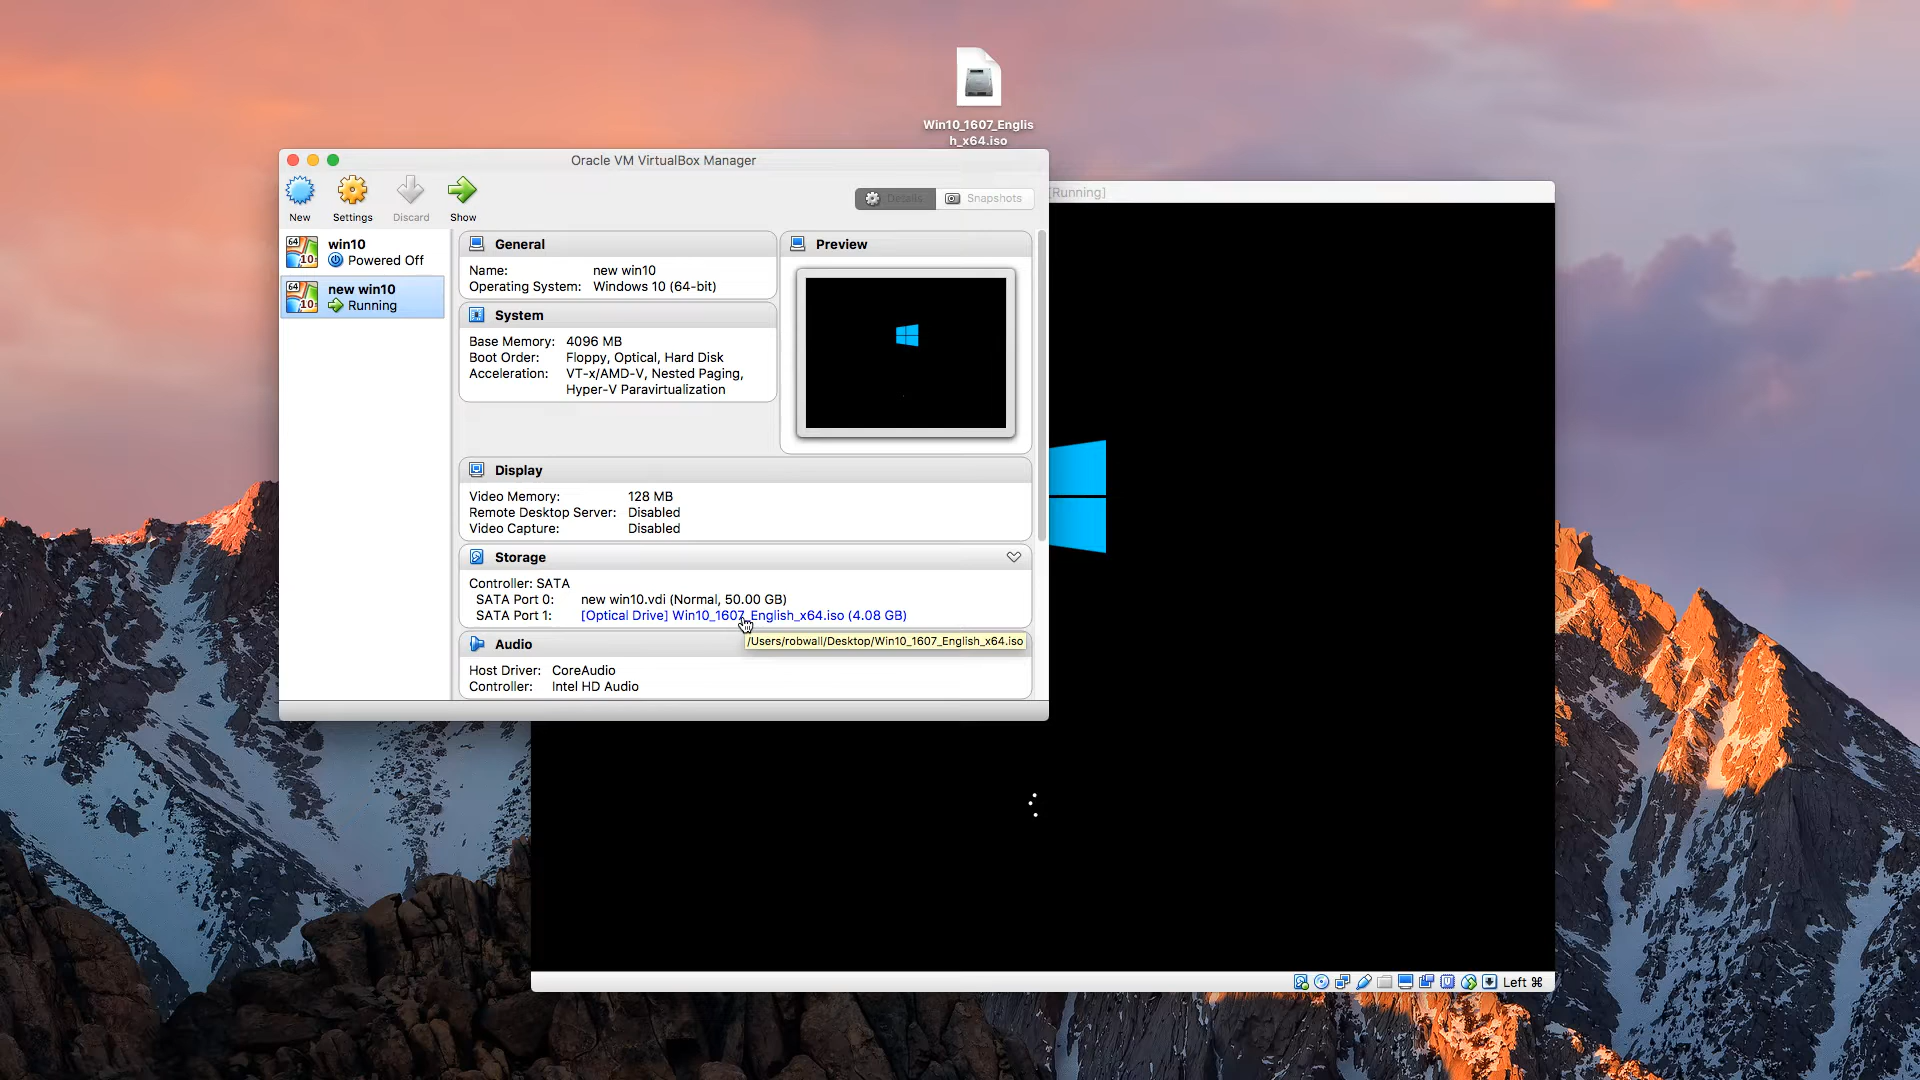 Win10_1607_Englis
h_x64.iso
Oracle VM VirtualBox Manager
[Running]
New
Settings
Discard
Show
Details
Snapshots
64
10
win10
Powered Off
64
10
new win10
Running
General
Name: new win10
Operating System: Windows 10 (64-bit)
System
Base Memory: 4096 MB
Boot Order: Floppy, Optical, Hard Disk
Acceleration: VT-x/AMD-V, Nested Paging,
Hyper-V Paravirtualization
Preview
Display
Video Memory: 128 MB
Remote Desktop Server: Disabled
Video Capture: Disabled
Storage
Controller: SATA
SATA Port 0: new win10.vdi (Normal, 50.00 GB)
SATA Port 1: [Optical Drive] Win10_1607_English_x64.iso (4.08 GB)
/Users/robwall/Desktop/Win10_1607_English_x64.iso
Audio
Host Driver: CoreAudio
Controller: Intel HD Audio
Left ⌘